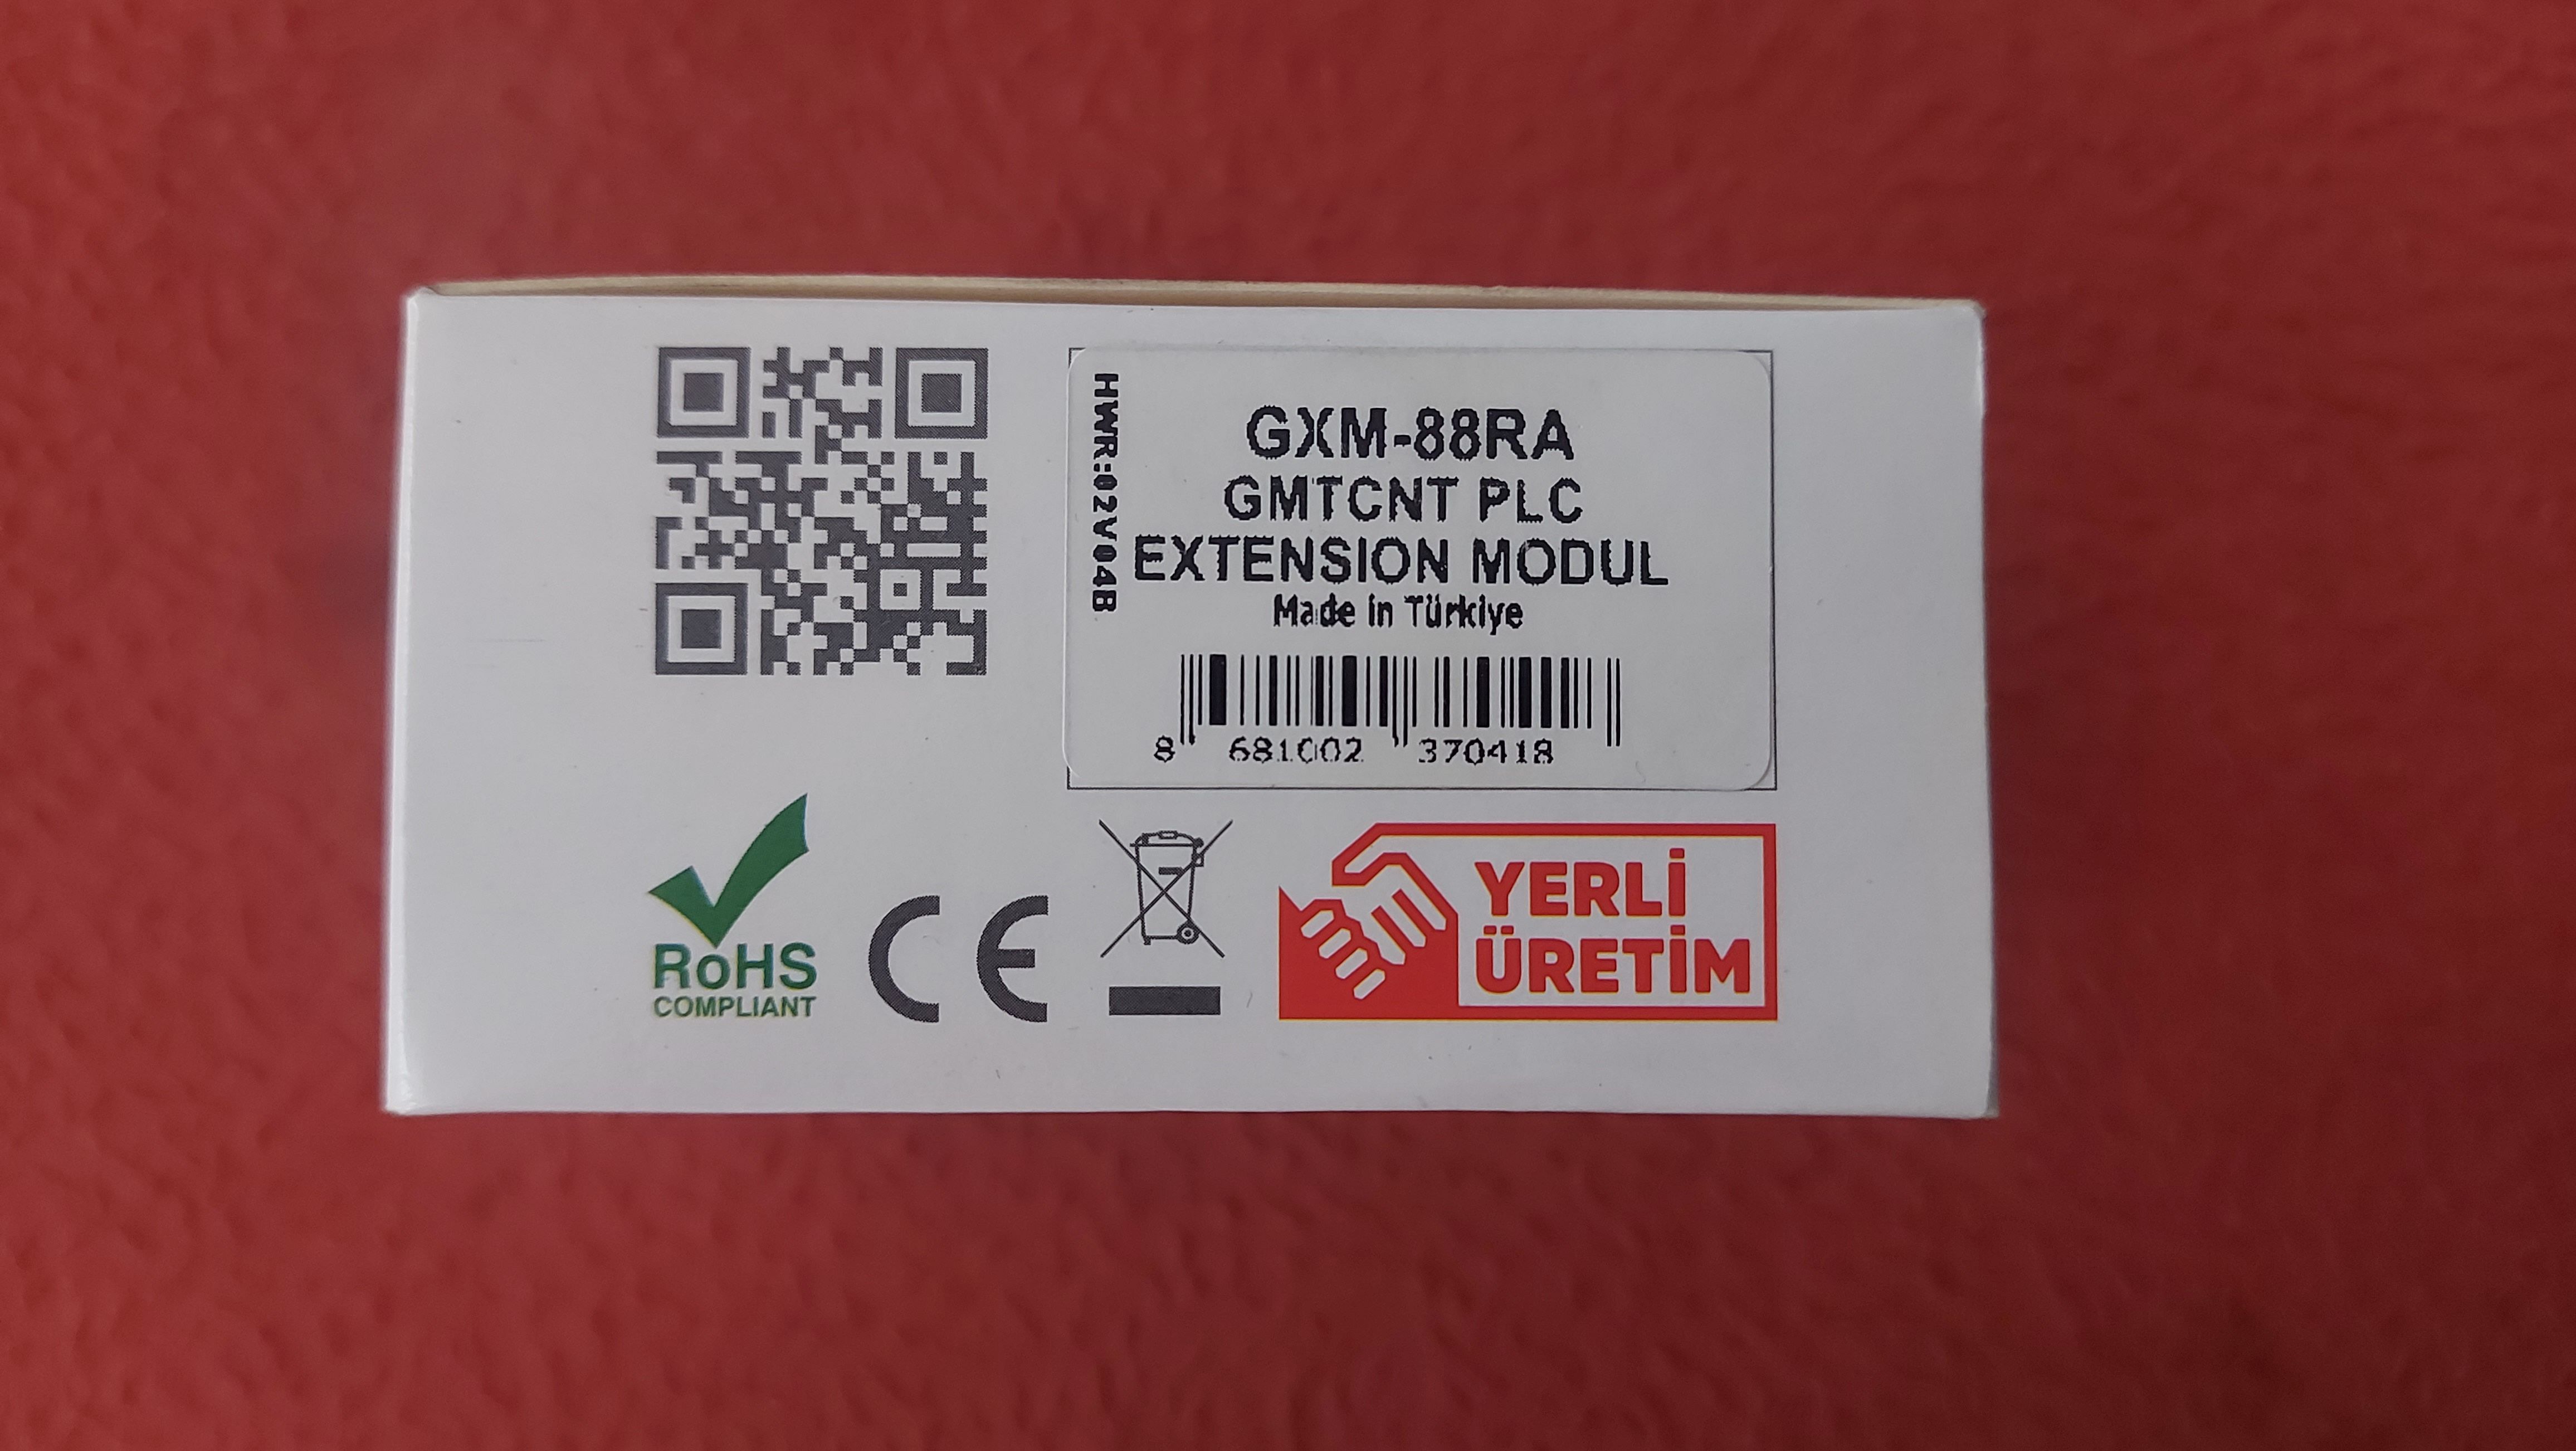 HWR:02V04B
GXM-88RA
GMTCNT PLC
EXTENSION MODUL
Made in Türkiye
8 681002 370418
RoHS
COMPLIANT
CE
YERLİ
ÜRETİM